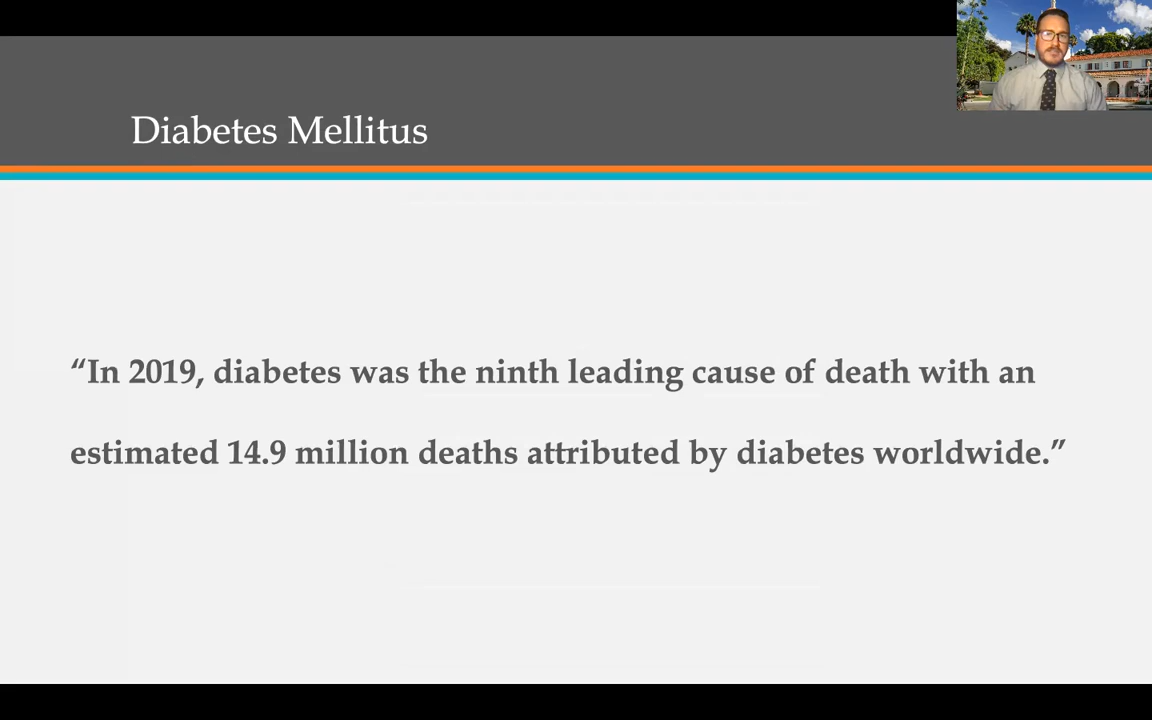 Diabetes Mellitus
“In 2019, diabetes was the ninth leading cause of death with an
estimated 14.9 million deaths attributed by diabetes worldwide.”